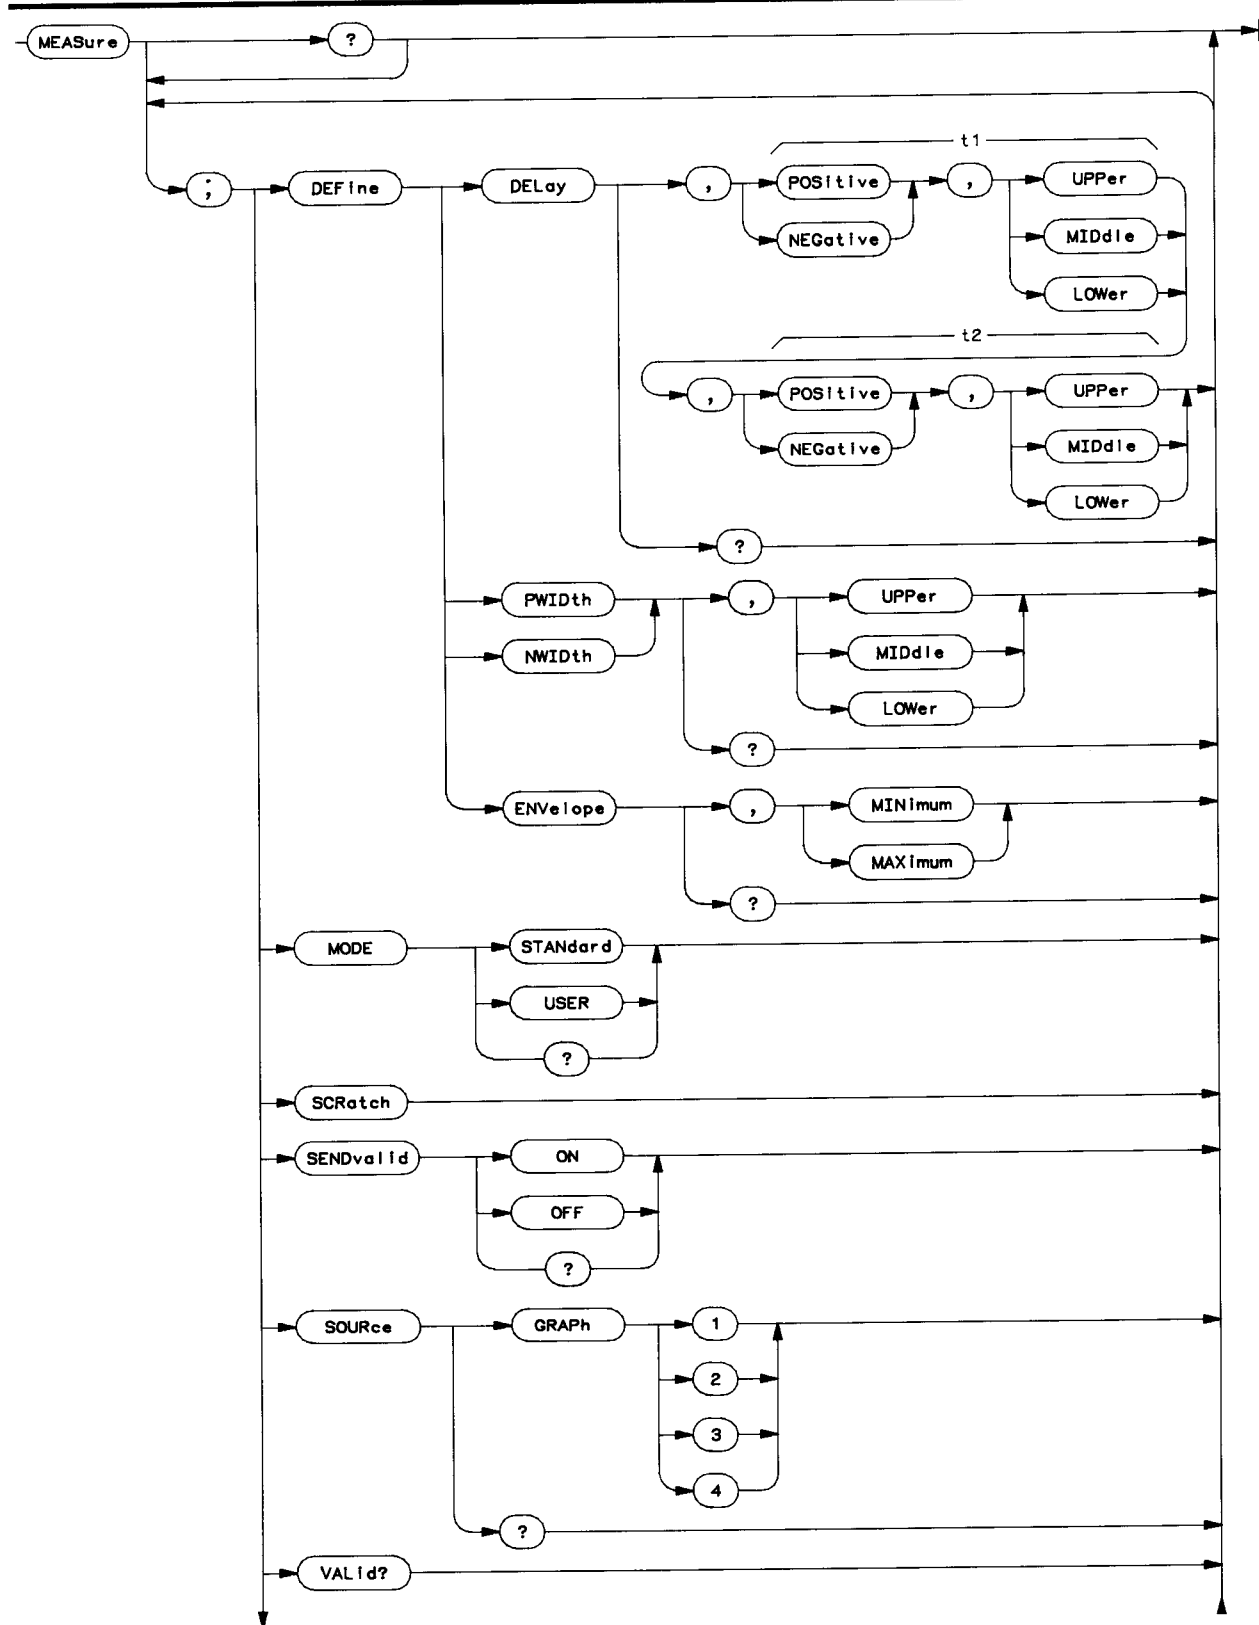 MEASure ?
t1
; DEFine DELay , POSitive , UPPer
NEGative MIDdle
LOWer
t2
, POSitive , UPPer
NEGative MIDdle
LOWer
?
PWIDth , UPPer
NWIDth MIDdle
LOWer
?
ENVelope , MINimum
MAXimum
?
MODE STANdard
USER
?
SCRatch
SENDvalid ON
OFF
?
SOURce GRAPh 1
2
3
4
?
VALid?